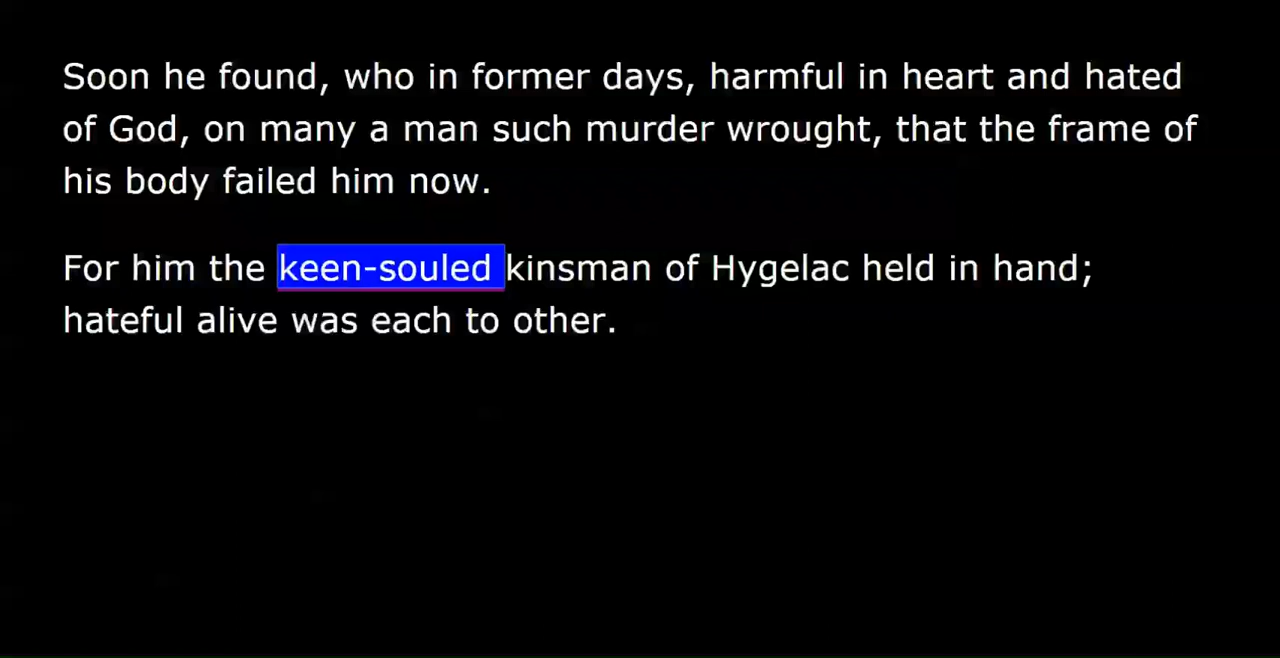 Soon he found, who in former days, harmful in heart and hated
of God, on many a man such murder wrought, that the frame of
his body failed him now.
For him the keen-souled kinsman of Hygelac held in hand;
hateful alive was each to other.